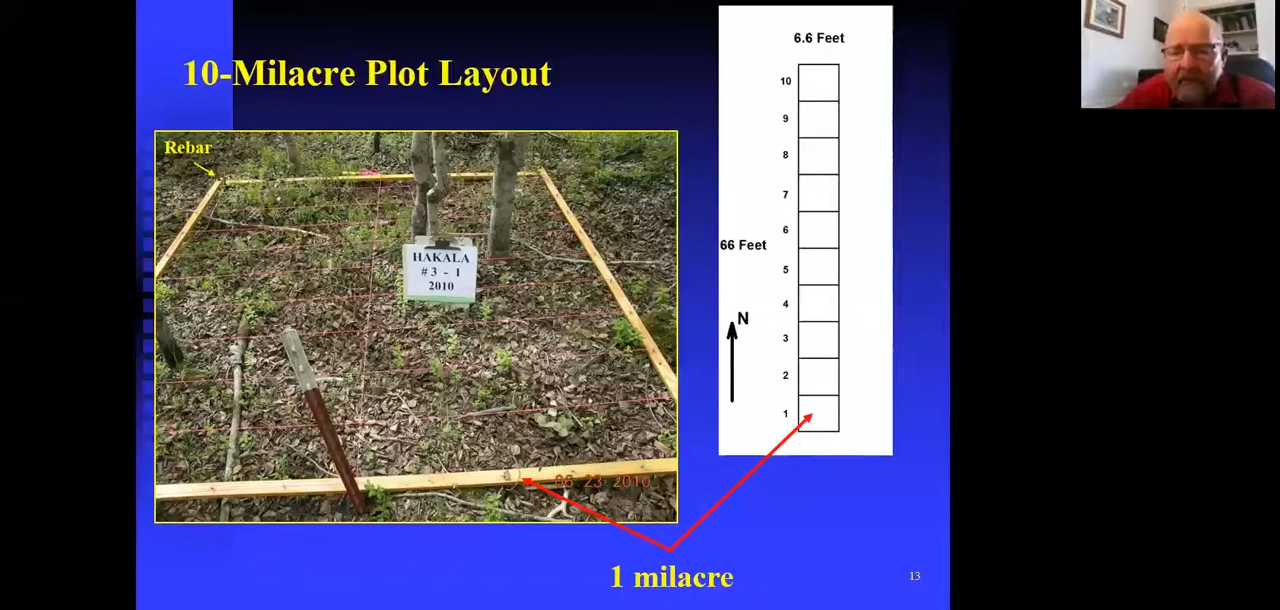 10-Milacre Plot Layout
Rebar
HAKALA
# 3 - 1
2010
06 23 2010
6.6 Feet
10
9
8
7
6
66 Feet
5
4
N
3
2
1
1 milacre
13